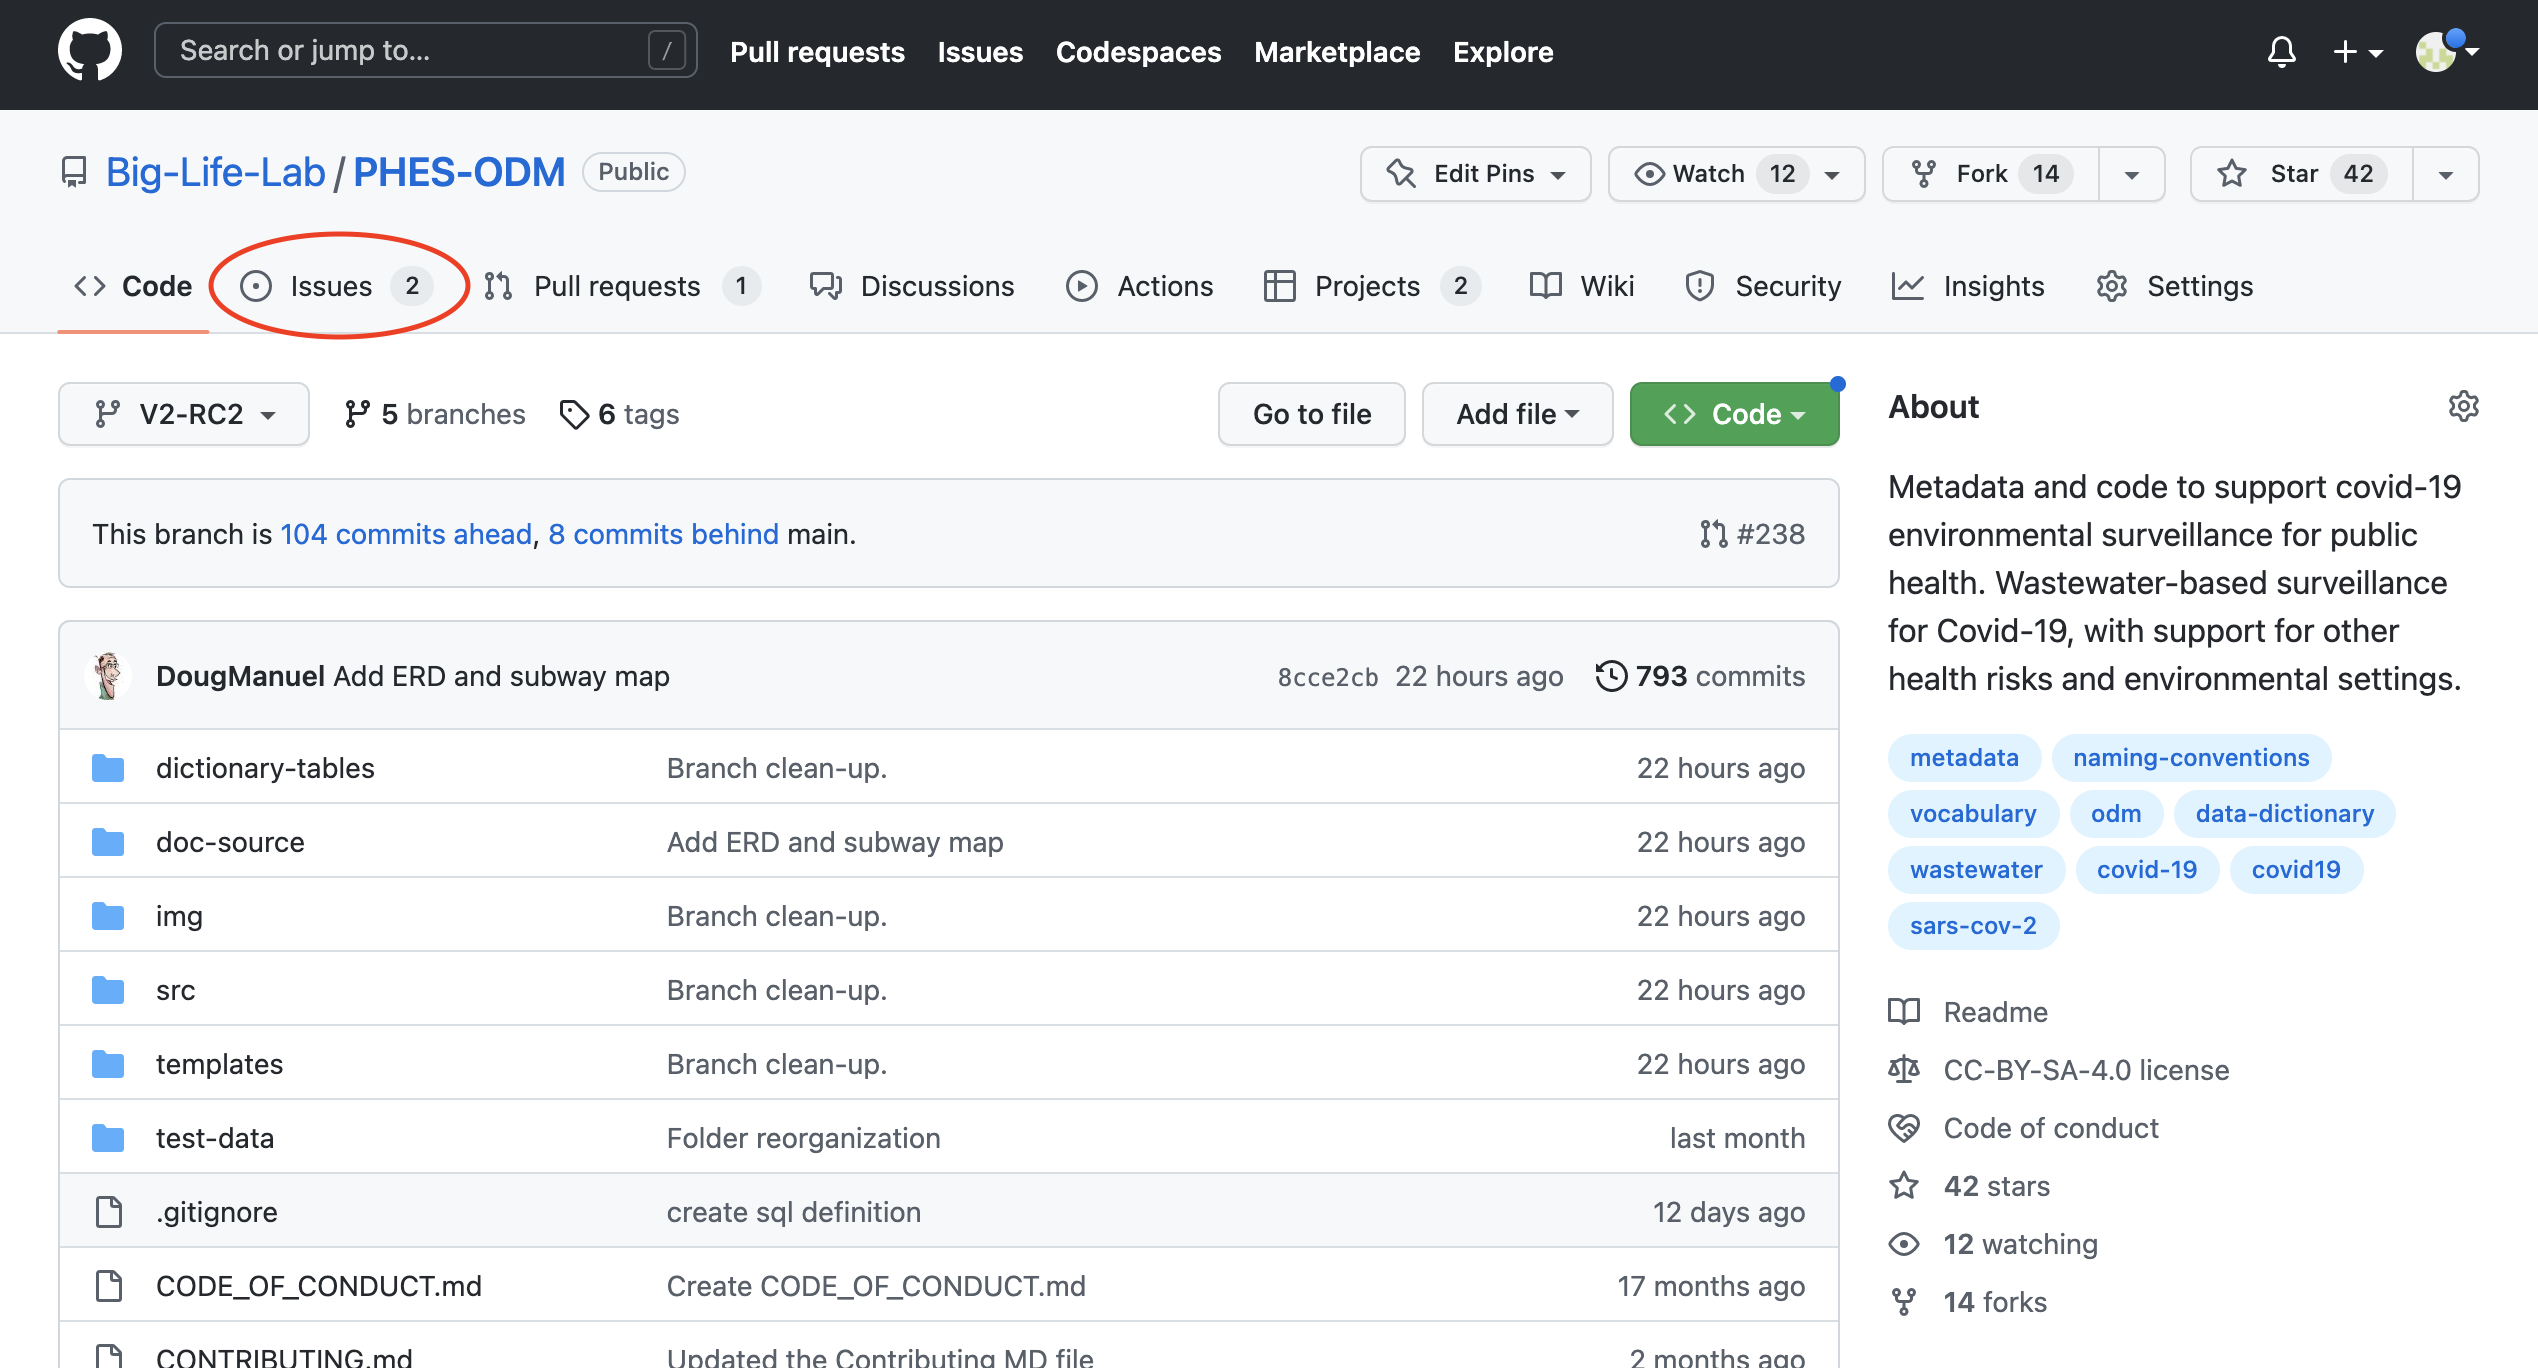 Search or jump to... / Pull requests Issues Codespaces Marketplace Explore
Big-Life-Lab / PHES-ODM Public Edit Pins Watch 12 Fork 14 Star 42
Code Issues 2 Pull requests 1 Discussions Actions Projects 2 Wiki Security Insights Settings
V2-RC2 5 branches 6 tags Go to file Add file Code
This branch is 104 commits ahead, 8 commits behind main. #238
DougManuel Add ERD and subway map 8cce2cb 22 hours ago 793 commits
dictionary-tables Branch clean-up. 22 hours ago
doc-source Add ERD and subway map 22 hours ago
img Branch clean-up. 22 hours ago
src Branch clean-up. 22 hours ago
templates Branch clean-up. 22 hours ago
test-data Folder reorganization last month
.gitignore create sql definition 12 days ago
CODE_OF_CONDUCT.md Create CODE_OF_CONDUCT.md 17 months ago
CONTRIBUTING.md Updated the Contributing MD file 2 months ago
About
Metadata and code to support covid-19
environmental surveillance for public
health. Wastewater-based surveillance
for Covid-19, with support for other
health risks and environmental settings.
metadata naming-conventions
vocabulary odm data-dictionary
wastewater covid-19 covid19
sars-cov-2
Readme
CC-BY-SA-4.0 license
Code of conduct
42 stars
12 watching
14 forks